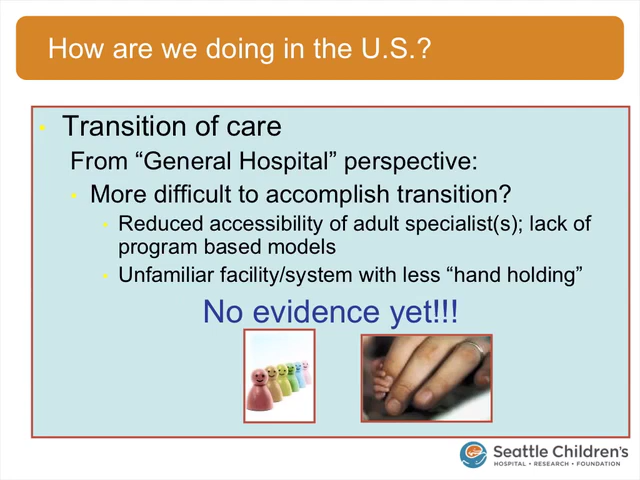 How are we doing in the U.S.?
• Transition of care
From “General Hospital” perspective:
• More difficult to accomplish transition?
• Reduced accessibility of adult specialist(s); lack of
program based models
• Unfamiliar facility/system with less “hand holding”
No evidence yet!!!
Seattle Children's
HOSPITAL • RESEARCH • FOUNDATION